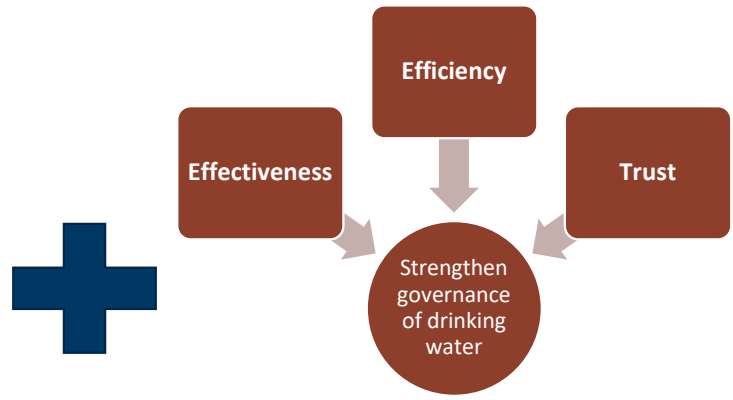 Efficiency
Effectiveness
Trust
Strengthen
governance
of drinking
water